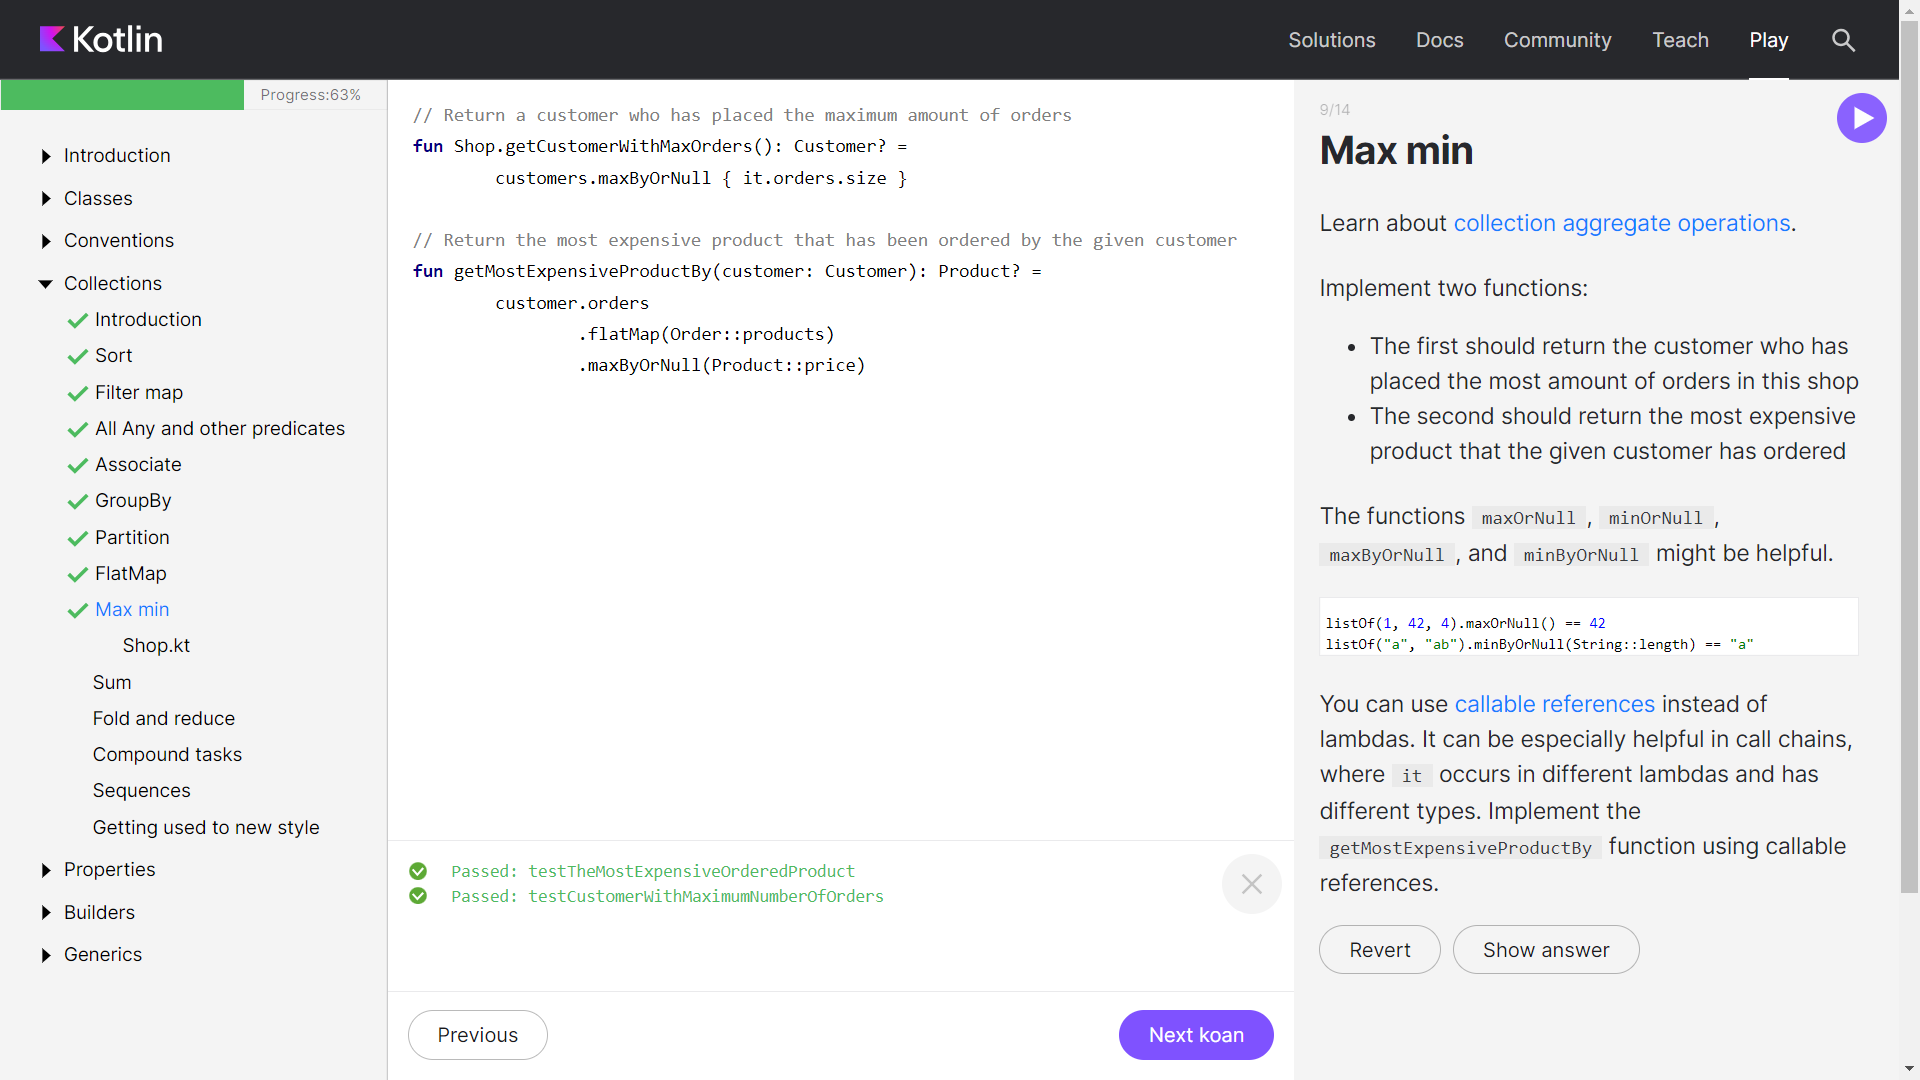 Kotlin
Solutions
Docs
Community
Teach
Play
Progress:63%
Introduction
Classes
Conventions
Collections
Introduction
Sort
Filter map
All Any and other predicates
Associate
GroupBy
Partition
FlatMap
Max min
Shop.kt
Sum
Fold and reduce
Compound tasks
Sequences
Getting used to new style
Properties
Builders
Generics
// Return a customer who has placed the maximum amount of orders
fun Shop.getCustomerWithMaxOrders(): Customer? =
customers.maxByOrNull { it.orders.size }
// Return the most expensive product that has been ordered by the given customer
fun getMostExpensiveProductBy(customer: Customer): Product? =
customer.orders
.flatMap(Order::products)
.maxByOrNull(Product::price)
Passed: testTheMostExpensiveOrderedProduct
Passed: testCustomerWithMaximumNumberOfOrders
Previous
Next koan
9/14
Max min
Learn about collection aggregate operations.
Implement two functions:
• The first should return the customer who has
placed the most amount of orders in this shop
• The second should return the most expensive
product that the given customer has ordered
The functions maxOrNull , minOrNull ,
maxByOrNull , and minByOrNull might be helpful.
listOf(1, 42, 4).maxOrNull() == 42
listOf("a", "ab").minByOrNull(String::length) == "a"
You can use callable references instead of
lambdas. It can be especially helpful in call chains,
where it occurs in different lambdas and has
different types. Implement the
getMostExpensiveProductBy function using callable
references.
Revert
Show answer